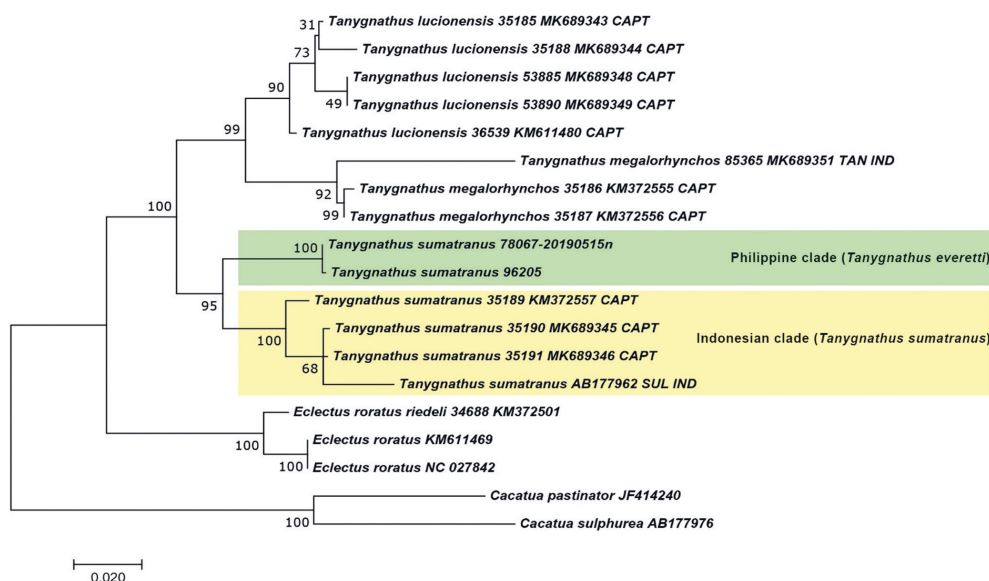 31
Tanygnathus lucionensis 35185 MK689343 CAPT
Tanygnathus lucionensis 35188 MK689344 CAPT
73
Tanygnathus lucionensis 53885 MK689348 CAPT
90
49
Tanygnathus lucionensis 53890 MK689349 CAPT
99
Tanygnathus lucionensis 36539 KM611480 CAPT
Tanygnathus megalorhynchos 85365 MK689351 TAN IND
92
Tanygnathus megalorhynchos 35186 KM372555 CAPT
100
99
Tanygnathus megalorhynchos 35187 KM372556 CAPT
100
Tanygnathus sumatranus 78067-20190515n
Philippine clade (Tanygnathus everetti)
Tanygnathus sumatranus 96205
95
Tanygnathus sumatranus 35189 KM372557 CAPT
100
Tanygnathus sumatranus 35190 MK689345 CAPT
Indonesian clade (Tanygnathus sumatranus)
Tanygnathus sumatranus 35191 MK689346 CAPT
68
Tanygnathus sumatranus AB177962 SUL IND
Eclectus roratus riedeli 34688 KM372501
100
Eclectus roratus KM611469
100
Eclectus roratus NC 027842
Cacatua pastinator JF414240
100
Cacatua sulphurea AB177976
0.020